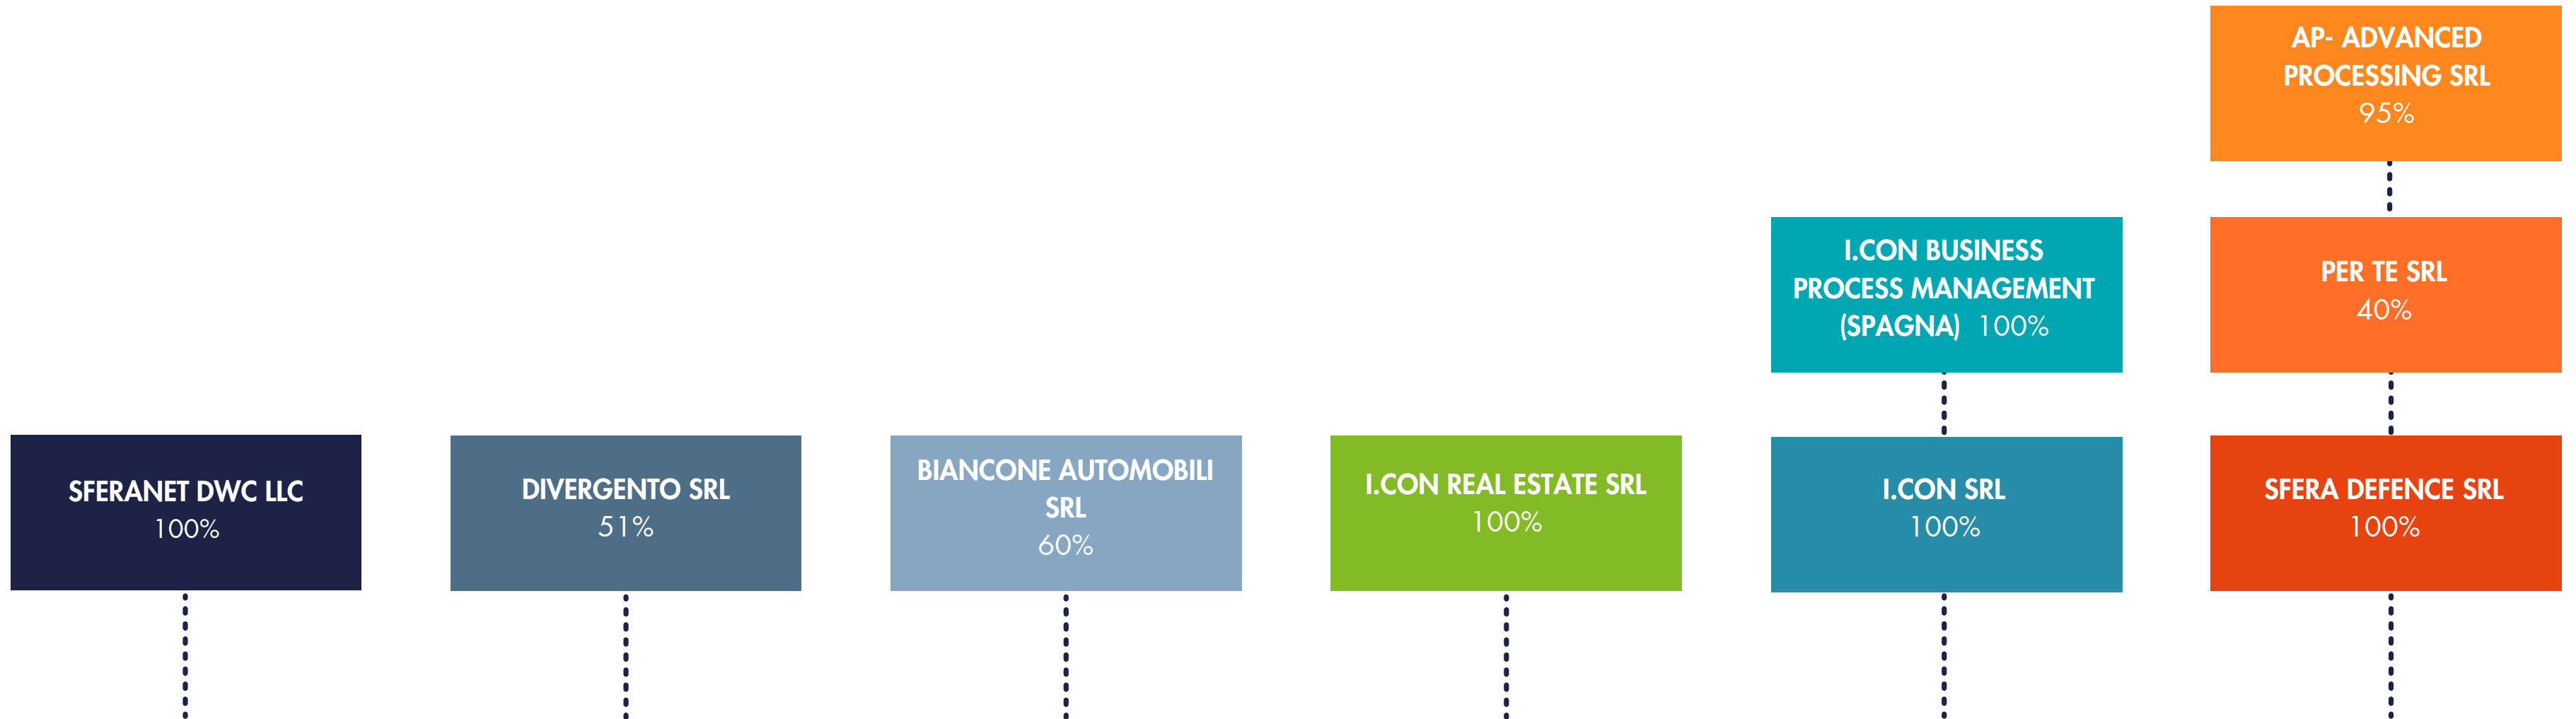 AP- ADVANCED
PROCESSING SRL
95%
I.CON BUSINESS
PROCESS MANAGEMENT
(SPAGNA) 100%
PER TE SRL
40%
SFERANET DWC LLC
100%
DIVERGENTO SRL
51%
BIANCONE AUTOMOBILI
SRL
60%
I.CON REAL ESTATE SRL
100%
I.CON SRL
100%
SFERA DEFENCE SRL
100%